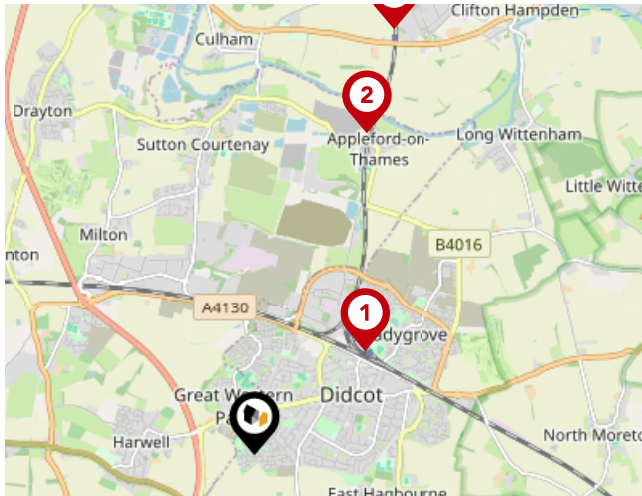 Clifton Hampden
Culham
2
Drayton
Appleford-on-
Thames
Long Wittenham
Sutton Courtenay
Little Witte
Milton
B4016
nton
A4130
1
adygrove
Great Western
Didcot
Pa
Harwell
North Moreto
East Hagbourne